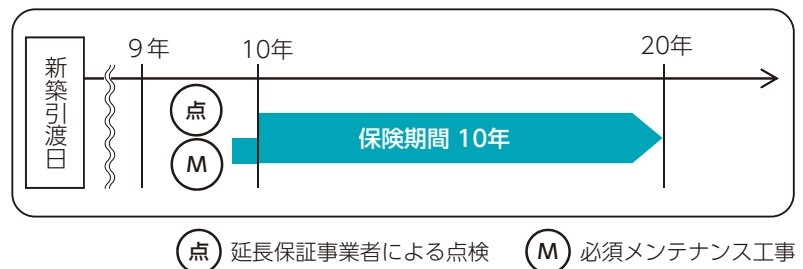 新築引渡日
9年
10年
20年
点
M
保険期間 10年
点 延長保証事業者による点検
M 必須メンテナンス工事